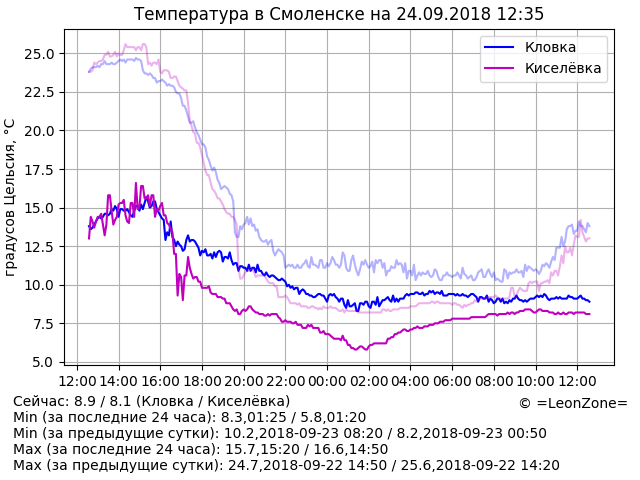 Температура в Смоленске на 24.09.2018 12:35
градусов Цельсия, °C
25.0
22.5
20.0
17.5
15.0
12.5
10.0
7.5
5.0
Кловка
Киселёвка
12:00 14:00 16:00 18:00 20:00 22:00 00:00 02:00 04:00 06:00 08:00 10:00 12:00
Сейчас: 8.9 / 8.1 (Кловка / Киселёвка)
© =LeonZone=
Min (за последние 24 часа): 8.3,01:25 / 5.8,01:20
Min (за предыдущие сутки): 10.2,2018-09-23 08:20 / 8.2,2018-09-23 00:50
Max (за последние 24 часа): 15.7,15:20 / 16.6,14:50
Max (за предыдущие сутки): 24.7,2018-09-22 14:50 / 25.6,2018-09-22 14:20